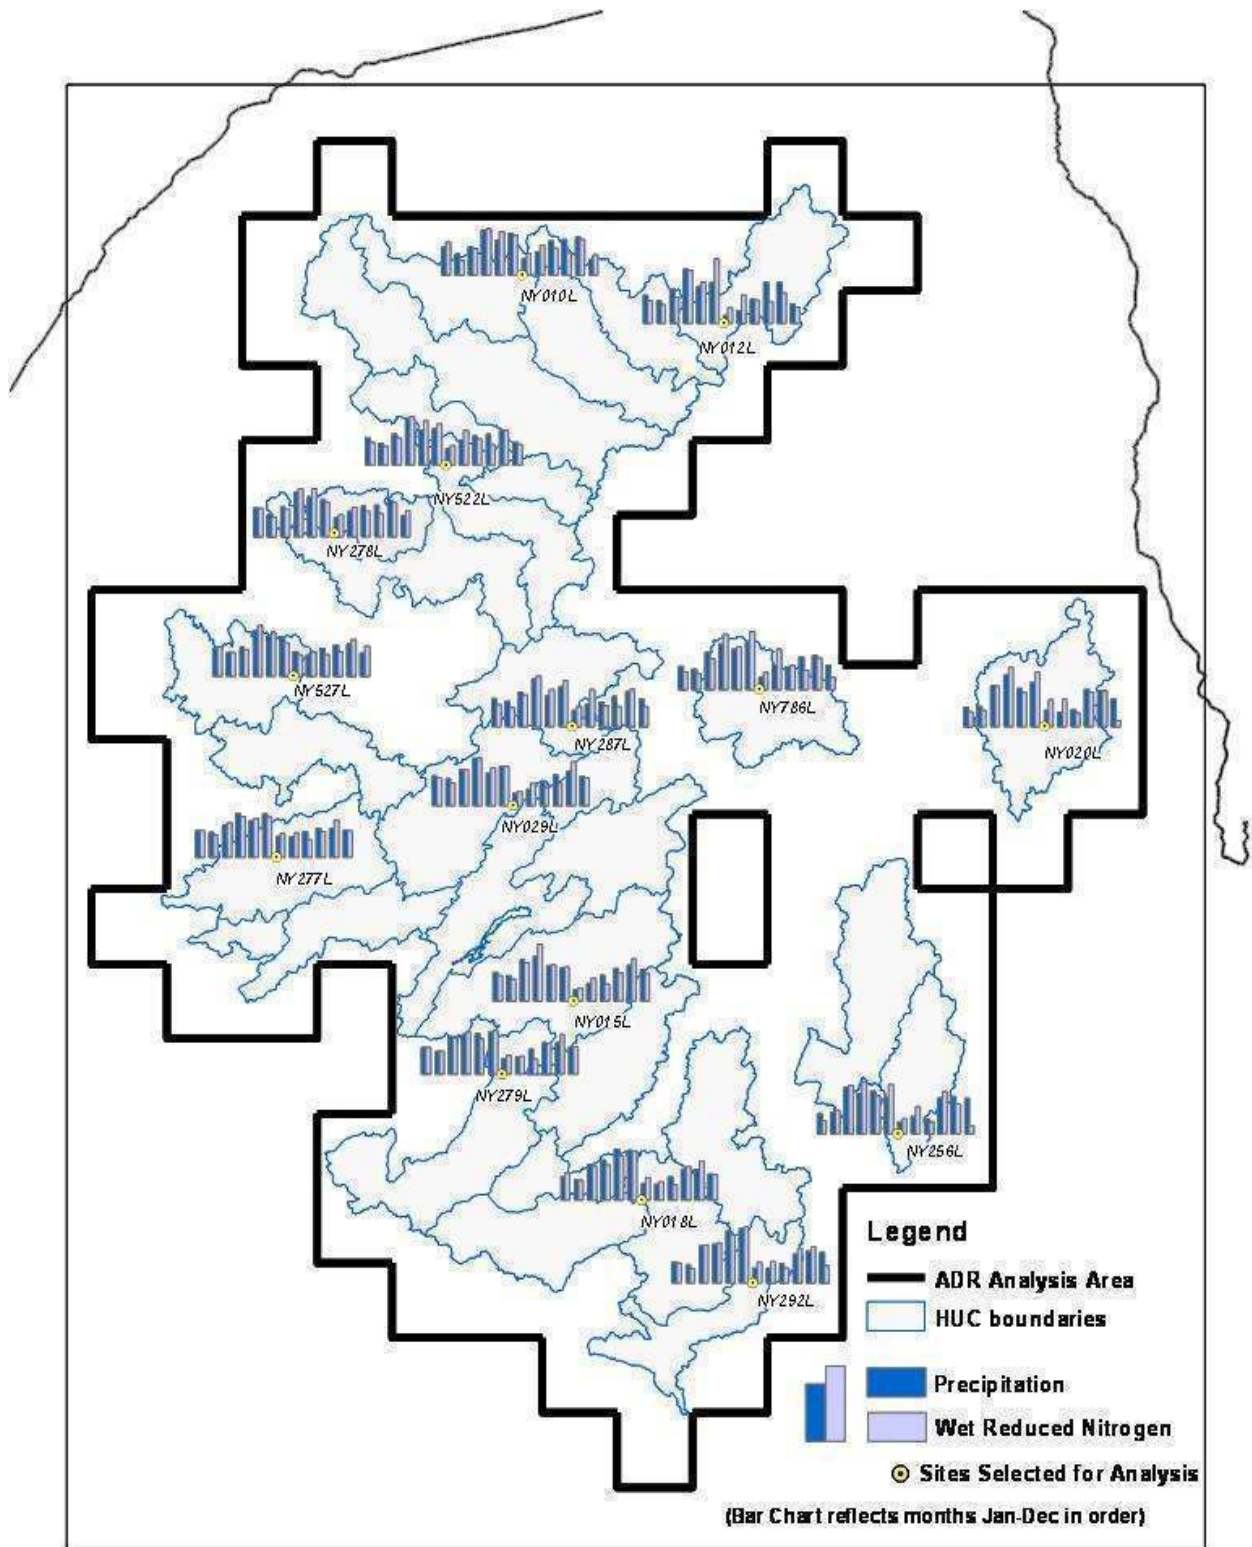 NY010L
NY012L
NY522L
NY278L
NY527L
NY786L
NY287L
NY020L
NY029L
NY277L
NY015L
NY279L
NY256L
NY018L
NY292L
Legend
ADR Analysis Area
HUC boundaries
Precipitation
Wet Reduced Nitrogen
Sites Selected for Analysis
(Bar Chart reflects months Jan-Dec in order)